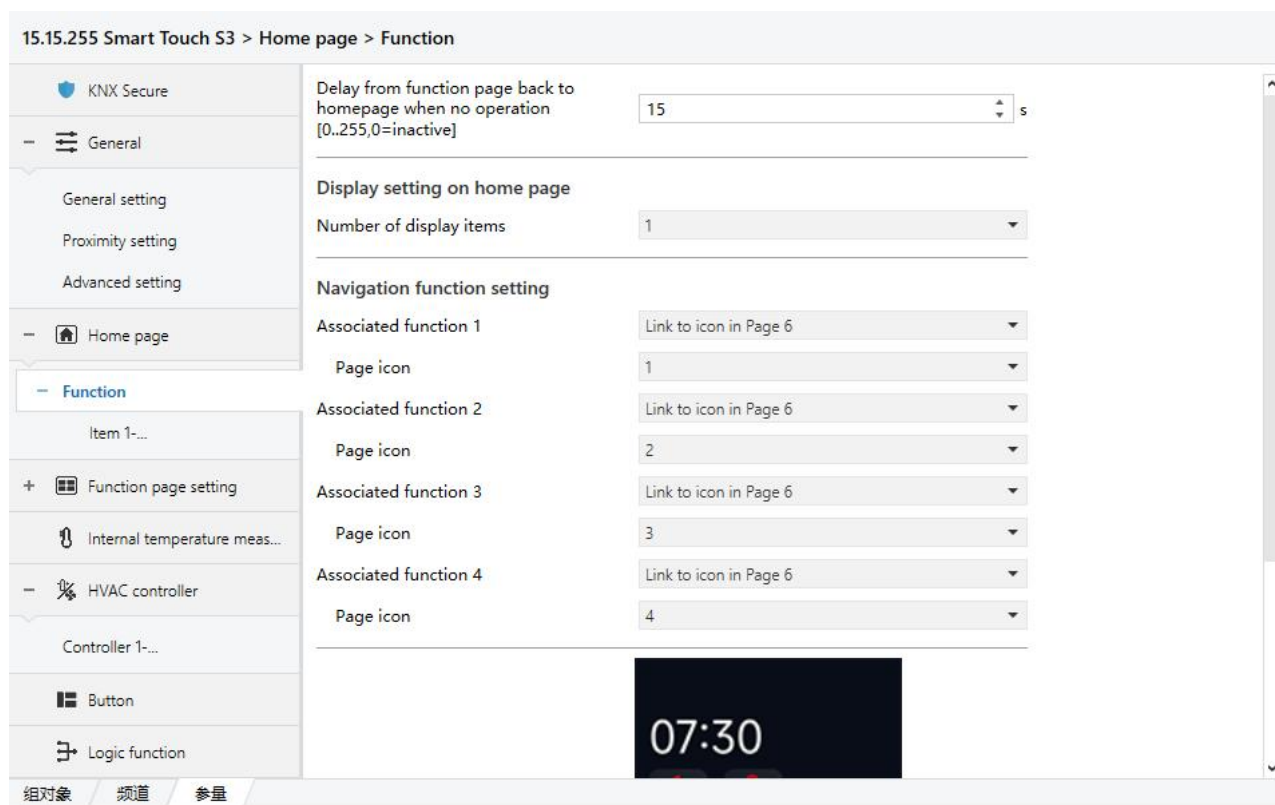 15.15.255 Smart Touch S3 > Home page > Function
KNX Secure
General
General setting
Proximity setting
Advanced setting
Home page
Function
Item 1-...
Function page setting
Internal temperature meas...
HVAC controller
Controller 1-...
Button
Logic function
Delay from function page back to
homepage when no operation
[0..255,0=inactive]
15 s
Display setting on home page
Number of display items 1
Navigation function setting
Associated function 1 Link to icon in Page 6
Page icon 1
Associated function 2 Link to icon in Page 6
Page icon 2
Associated function 3 Link to icon in Page 6
Page icon 3
Associated function 4 Link to icon in Page 6
Page icon 4
07:30
组对象 频道 参量